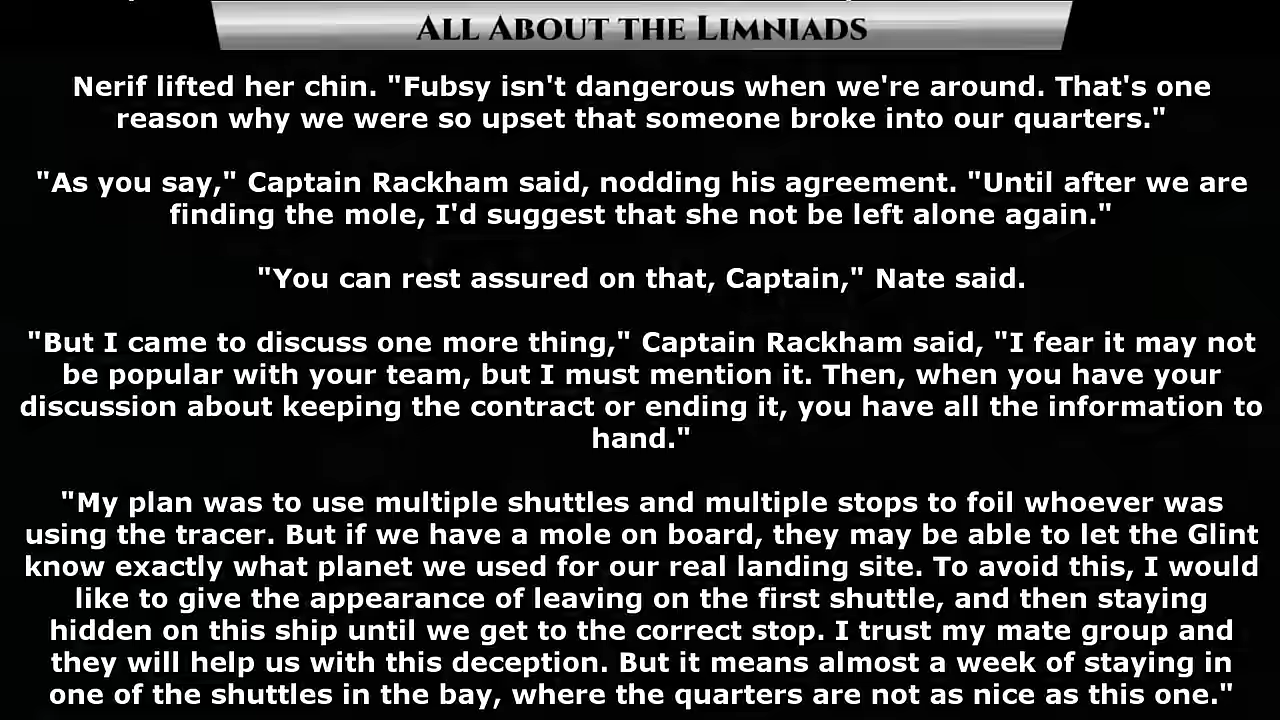 All About the Limniads
Nerif lifted her chin. "Fubsy isn't dangerous when we're around. That's one
reason why we were so upset that someone broke into our quarters."
"As you say," Captain Rackham said, nodding his agreement. "Until after we are
finding the mole, I'd suggest that she not be left alone again."
"You can rest assured on that, Captain," Nate said.
"But I came to discuss one more thing," Captain Rackham said, "I fear it may not
be popular with your team, but I must mention it. Then, when you have your
discussion about keeping the contract or ending it, you have all the information to
hand."
"My plan was to use multiple shuttles and multiple stops to foil whoever was
using the tracer. But if we have a mole on board, they may be able to let the Glint
know exactly what planet we used for our real landing site. To avoid this, I would
like to give the appearance of leaving on the first shuttle, and then staying
hidden on this ship until we get to the correct stop. I trust my mate group and
they will help us with this deception. But it means almost a week of staying in
one of the shuttles in the bay, where the quarters are not as nice as this one."